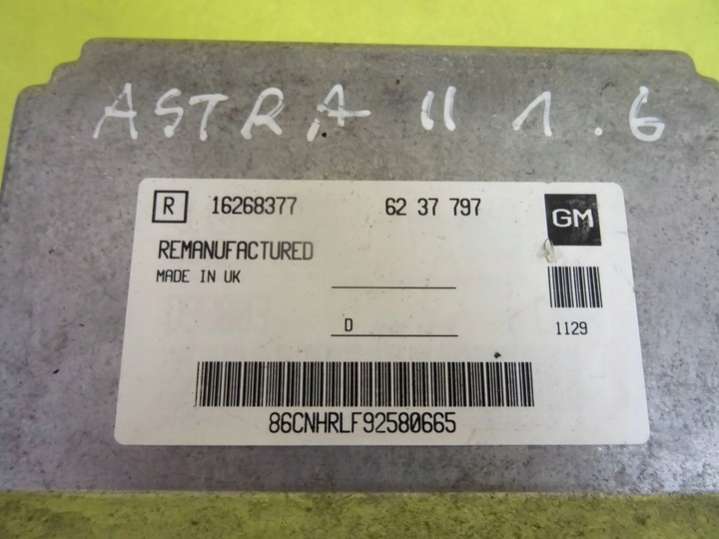 ASTRA II 1.6
R 16268377 62 37 797 GM
REMANUFACTURED
MADE IN UK
D
1129
86CNHRLF92580665